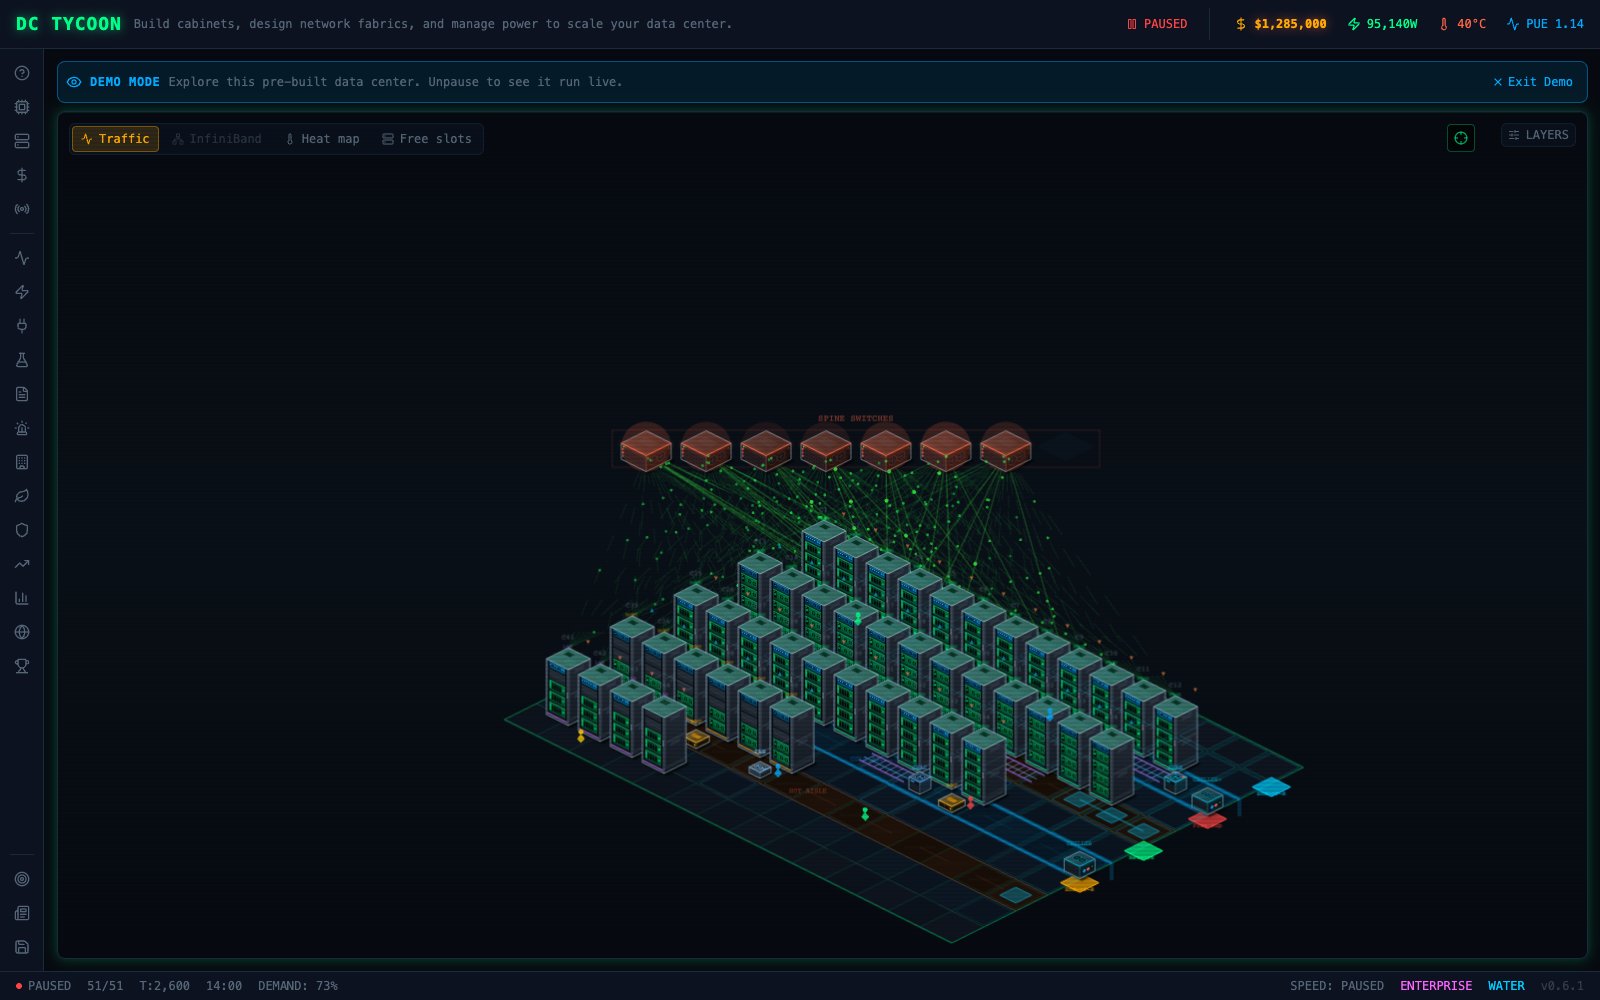 DC TYCOON Build cabinets, design network fabrics, and manage power to scale your data center. PAUSED $1,285,000 95,140W 40°C PUE 1.14
DEMO MODE Explore this pre-built data center. Unpause to see it run live. Exit Demo
Traffic InfiniBand Heat map Free slots LAYERS
SPINE SWITCHES
HOT AISLE
PAUSED 51/51 T:2,600 14:00 DEMAND: 73% SPEED: PAUSED ENTERPRISE WATER v0.6.1